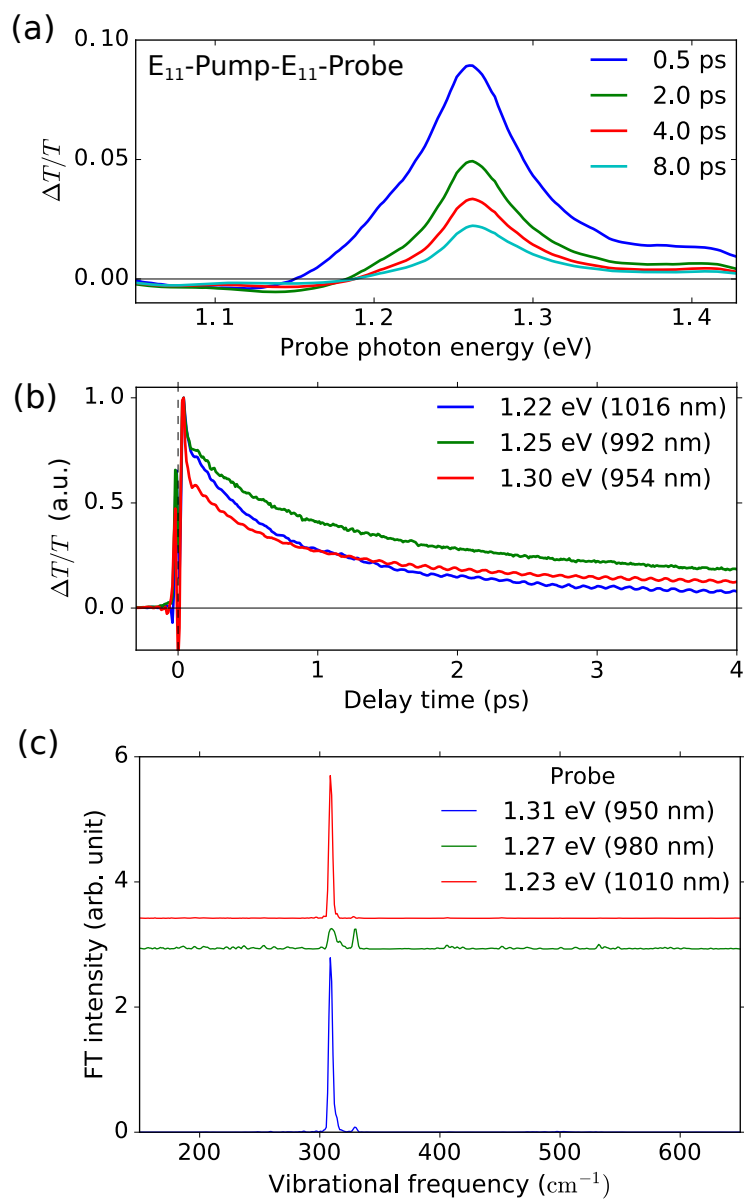 (a)
E₁₁-Pump-E₁₁-Probe
0.5 ps
2.0 ps
4.0 ps
8.0 ps
0.10
0.05
0.00
ΔT/T
1.1 1.2 1.3 1.4
Probe photon energy (eV)
(b)
1.22 eV (1016 nm)
1.25 eV (992 nm)
1.30 eV (954 nm)
1.0
0.5
0.0
ΔT/T (a.u.)
0 1 2 3 4
Delay time (ps)
(c)
Probe
1.31 eV (950 nm)
1.27 eV (980 nm)
1.23 eV (1010 nm)
6
4
2
0
FT intensity (arb. unit)
200 300 400 500 600
Vibrational frequency (cm⁻¹)